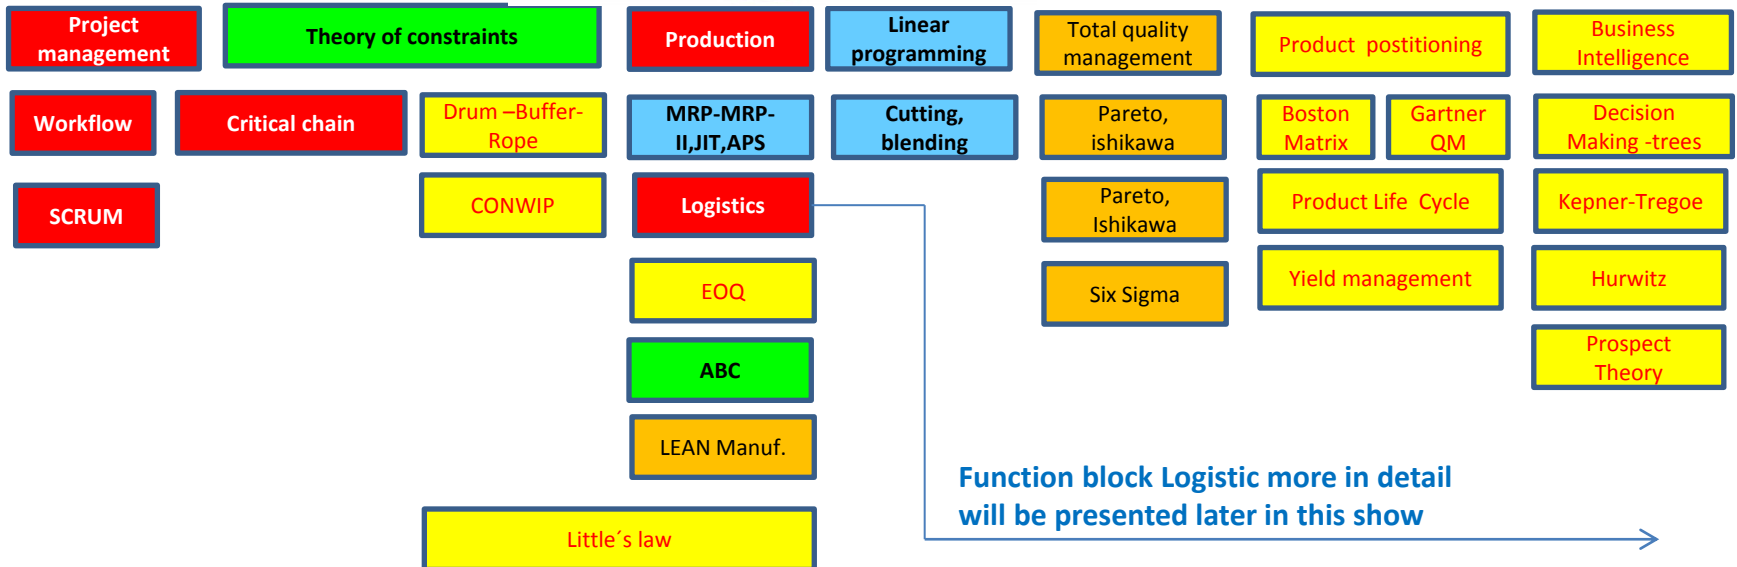 Project
management
Theory of constraints
Production
Linear
programming
Total quality
management
Product  postitioning
Business
Intelligence
Workflow
Critical chain
Drum –Buffer-
Rope
MRP-MRP-
II,JIT,APS
Cutting,
blending
Pareto,
ishikawa
Boston
Matrix
Gartner
QM
Decision
Making -trees
SCRUM
CONWIP
Logistics
Pareto,
Ishikawa
Product Life  Cycle
Kepner-Tregoe
EOQ
Six Sigma
Yield management
Hurwitz
ABC
Prospect
Theory
LEAN Manuf.
Function block Logistic more in detail
will be presented later in this show
Little´s law